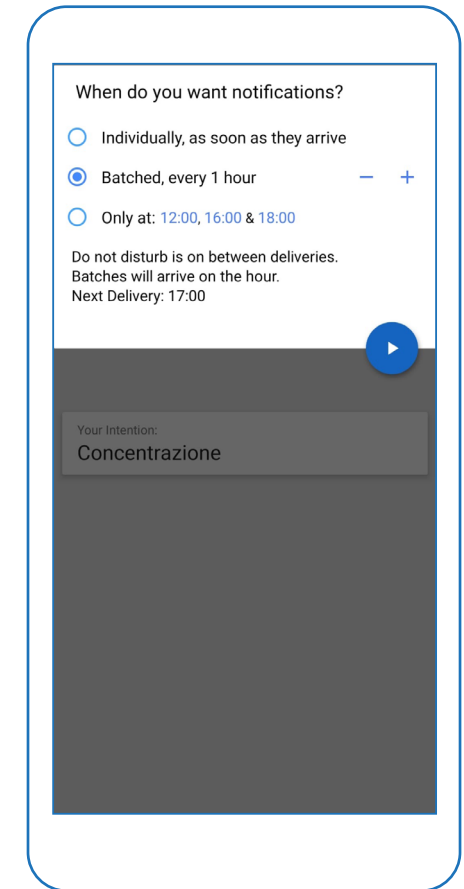 When do you want notifications?
Individually, as soon as they arrive
Batched, every 1 hour
Only at: 12:00, 16:00 & 18:00
Do not disturb is on between deliveries.
Batches will arrive on the hour.
Next Delivery: 17:00
Your Intention:
Concentrazione